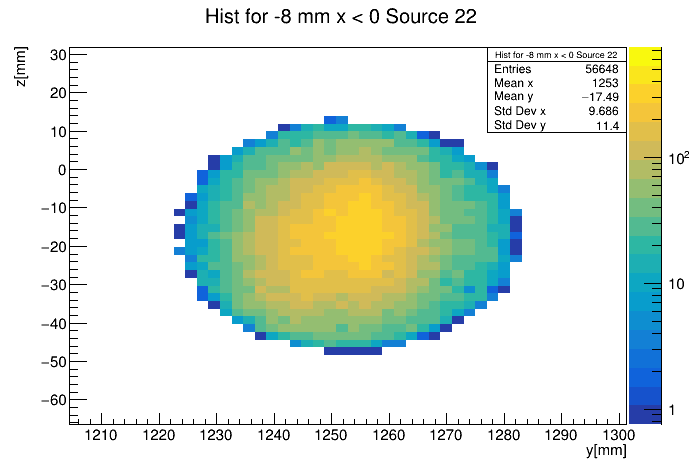 Hist for -8 mm x < 0 Source 22
z[mm]
30
20
10
0
−10
−20
−30
−40
−50
−60
Hist for -8 mm x < 0 Source 22
Entries 56648
Mean x 1253
Mean y −17.49
Std Dev x 9.686
Std Dev y 11.4
10²
10
1
1210 1220 1230 1240 1250 1260 1270 1280 1290 1300
y[mm]